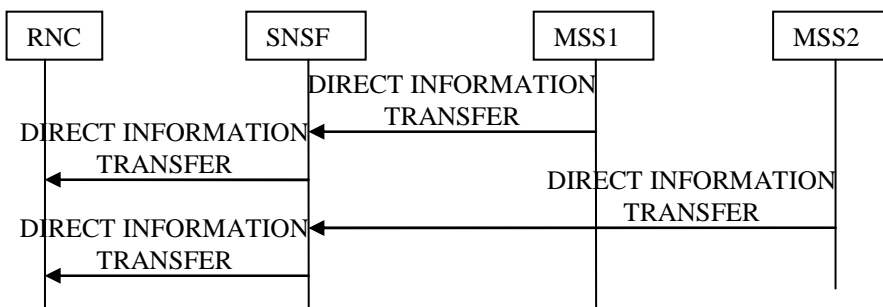 RNC
SNSF
MSS1
MSS2
DIRECT INFORMATION
TRANSFER
DIRECT INFORMATION
TRANSFER
DIRECT INFORMATION
TRANSFER
DIRECT INFORMATION
TRANSFER